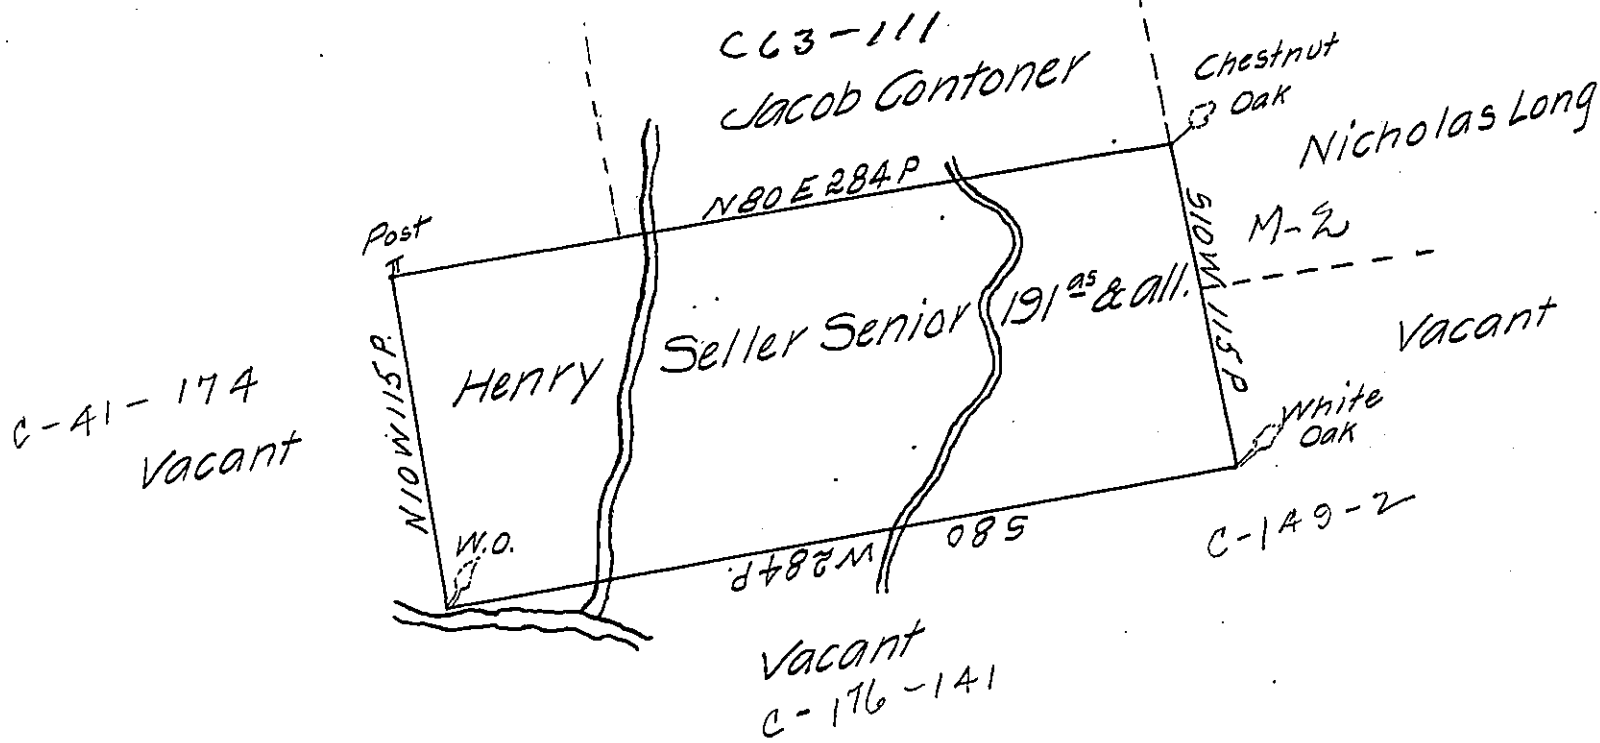 C63-111
Jacob Contoner
Chestnut
Oak
Nicholas Long
Post
N80E284P
S10W115P
M-2
Henry Seller Senior 191as & all.
Vacant
N10W115P.
C-41-174
Vacant
White
Oak
W.O.
S80 W284P.
C-149-2
Vacant
C-176-141